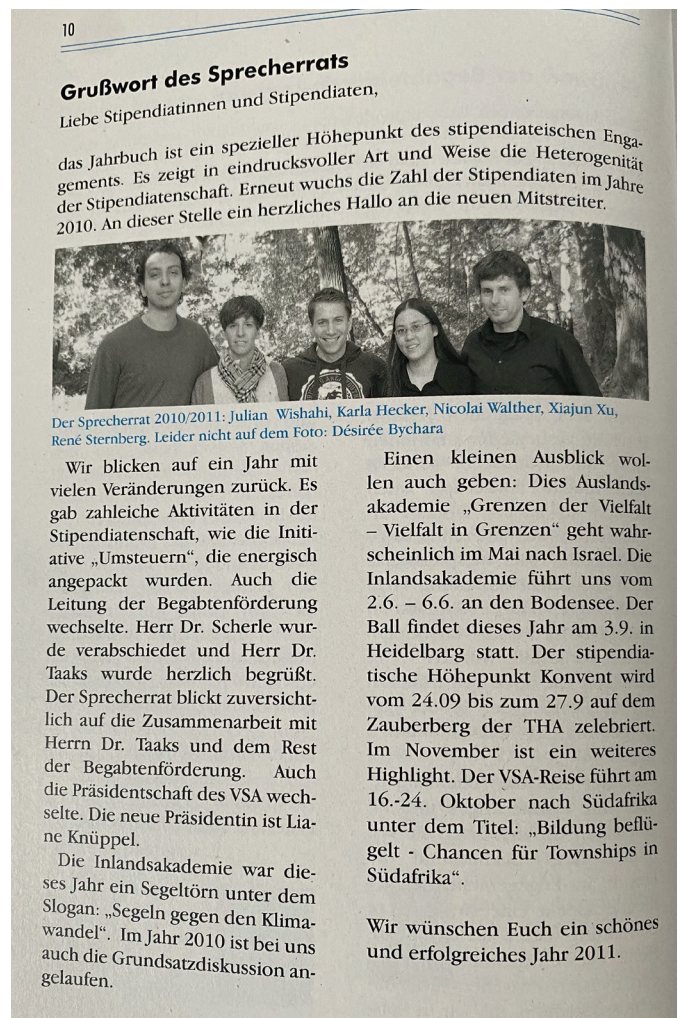 10
Grußwort des Sprecherrats
Liebe Stipendiatinnen und Stipendiaten,
das Jahrbuch ist ein spezieller Höhepunkt des stipendiateischen Enga-
gements. Es zeigt in eindrucksvoller Art und Weise die Heterogenität
der Stipendiatenschaft. Erneut wuchs die Zahl der Stipendiaten im Jahre
2010. An dieser Stelle ein herzliches Hallo an die neuen Mitstreiter.
Der Sprecherrat 2010/2011: Julian Wishahi, Karla Hecker, Nicolai Walther, Xiajun Xu,
René Sternberg. Leider nicht auf dem Foto: Désirée Bychara
Wir blicken auf ein Jahr mit
vielen Veränderungen zurück. Es
gab zahleiche Aktivitäten in der
Stipendiatenschaft, wie die Initi-
ative „Umsteuern“, die energisch
angepackt wurden. Auch die
Leitung der Begabtenförderung
wechselte. Herr Dr. Scherle wur-
de verabschiedet und Herr Dr.
Taaks wurde herzlich begrüßt.
Der Sprecherrat blickt zuversicht-
lich auf die Zusammenarbeit mit
Herrn Dr. Taaks und dem Rest
der Begabtenförderung. Auch
die Präsidentschaft des VSA wech-
selte. Die neue Präsidentin ist Lia-
ne Knüppel.
Die Inlandsakademie war die-
ses Jahr ein Segeltörn unter dem
Slogan: „Segeln gegen den Klima-
wandel“. Im Jahr 2010 ist bei uns
auch die Grundsatzdiskussion an-
gelaufen.
Einen kleinen Ausblick wol-
len auch geben: Dies Auslands-
akademie „Grenzen der Vielfalt
– Vielfalt in Grenzen“ geht wahr-
scheinlich im Mai nach Israel. Die
Inlandsakademie führt uns vom
2.6. – 6.6. an den Bodensee. Der
Ball findet dieses Jahr am 3.9. in
Heidelbarg statt. Der stipendia-
tische Höhepunkt Konvent wird
vom 24.09 bis zum 27.9 auf dem
Zauberberg der THA zelebriert.
Im November ist ein weiteres
Highlight. Der VSA-Reise führt am
16.-24. Oktober nach Südafrika
unter dem Titel: „Bildung beflü-
gelt - Chancen für Townships in
Südafrika“.
Wir wünschen Euch ein schönes
und erfolgreiches Jahr 2011.